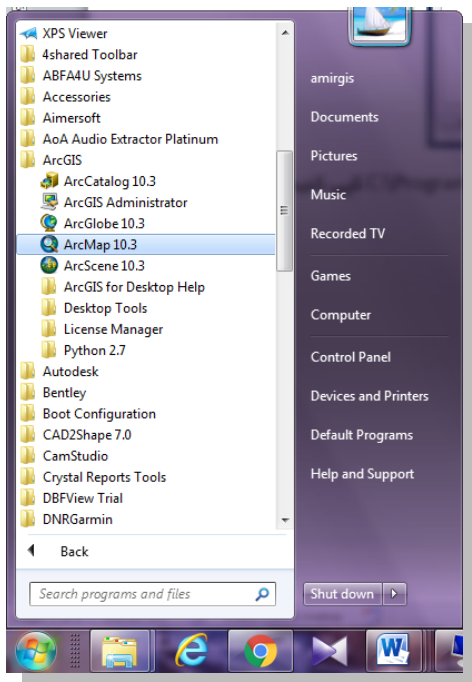 XPS Viewer
4shared Toolbar
ABFA4U Systems
Accessories
Aimersoft
AoA Audio Extractor Platinum
ArcGIS
ArcCatalog 10.3
ArcGIS Administrator
ArcGlobe 10.3
ArcMap 10.3
ArcScene 10.3
ArcGIS for Desktop Help
Desktop Tools
License Manager
Python 2.7
Autodesk
Bentley
Boot Configuration
CAD2Shape 7.0
CamStudio
Crystal Reports Tools
DBFView Trial
DNRGarmin
Back
Search programs and files
amirgis
Documents
Pictures
Music
Recorded TV
Games
Computer
Control Panel
Devices and Printers
Default Programs
Help and Support
Shut down